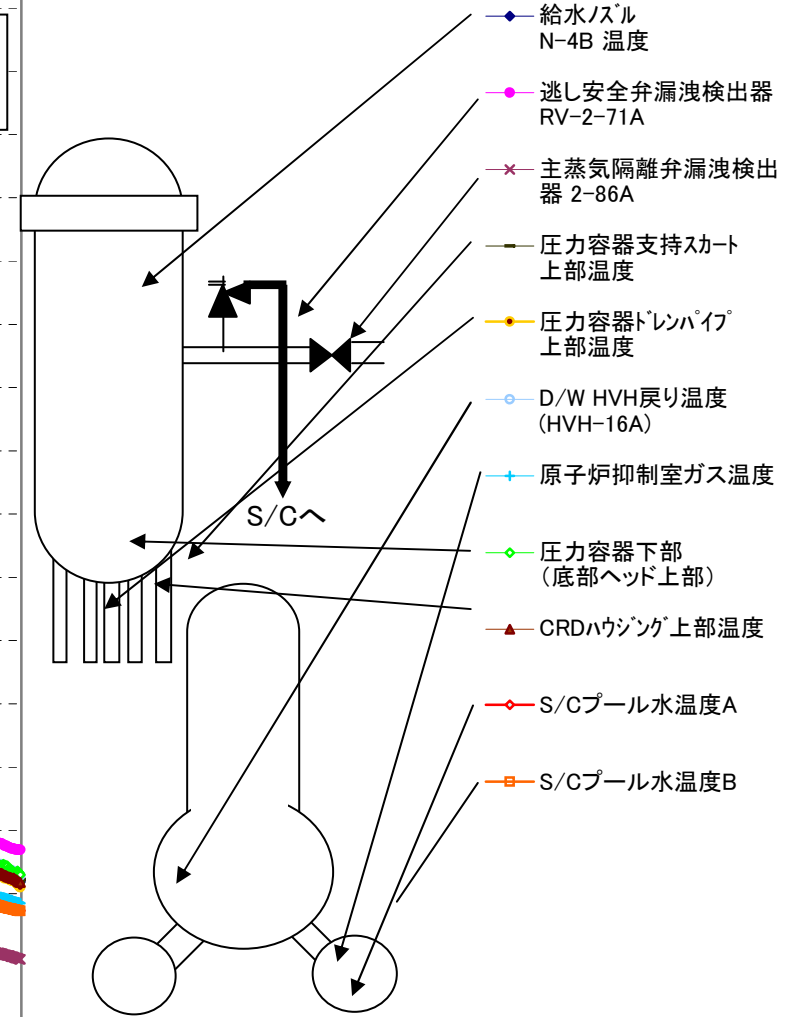 給水ノズル
N-4B 温度
逃し安全弁漏洩検出器
RV-2-71A
主蒸気隔離弁漏洩検出
器 2-86A
圧力容器支持スカート
上部温度
圧力容器ドレンパイプ
上部温度
D/W HVH戻り温度
(HVH-16A)
原子炉抑制室ガス温度
S/Cへ
圧力容器下部
（底部ヘッド上部）
CRDハウジング上部温度
S/Cプール水温度A
S/Cプール水温度B